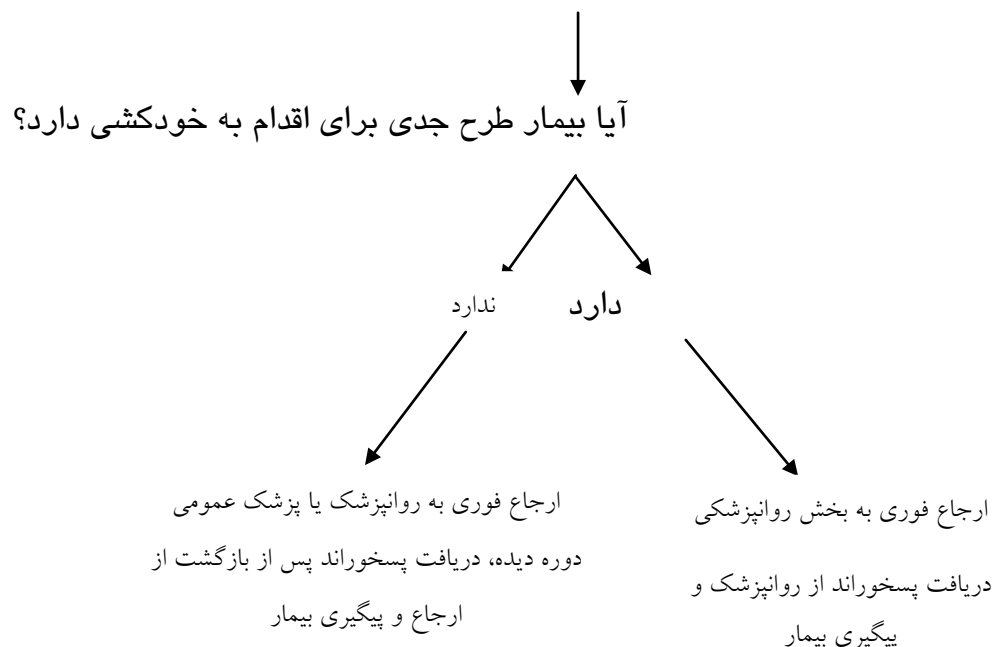 آیا بیمار طرح جدی برای اقدام به خودکشی دارد؟
دارد
ندارد
ارجاع فوری به بخش روانپزشکی
دریافت پسخوراند از روانپزشک و
پیگیری بیمار
ارجاع فوری به روانپزشک یا پزشک عمومی
دوره دیده، دریافت پسخوراند پس از بازگشت از
ارجاع و پیگیری بیمار